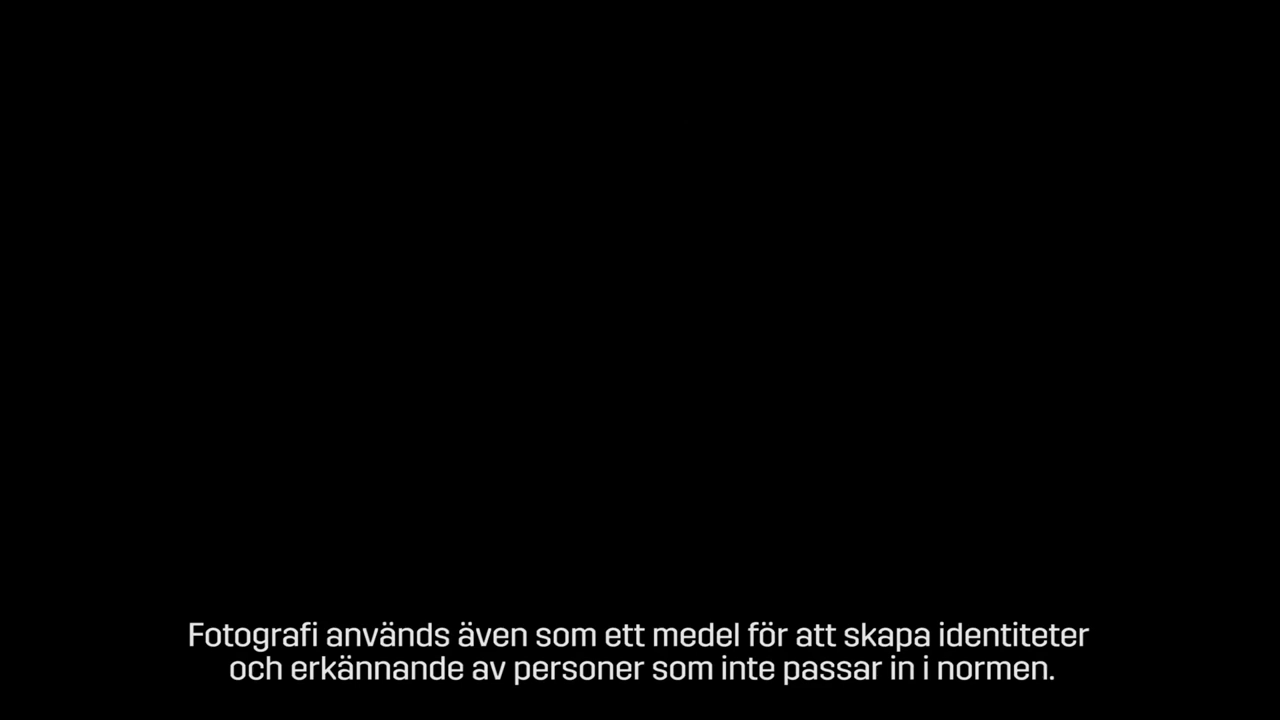 Fotografi används även som ett medel för att skapa identiteter
och erkännande av personer som inte passar in i normen.